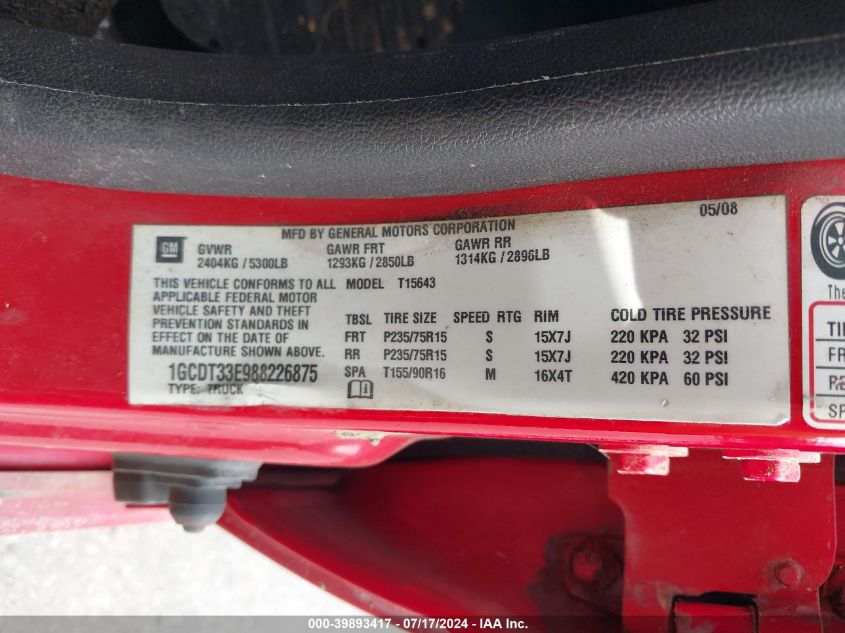 05/08
MFD BY GENERAL MOTORS CORPORATION
GM GVWR GAWR FRT GAWR RR
2404KG / 5300LB 1293KG / 2850LB 1314KG / 2896LB
THIS VEHICLE CONFORMS TO ALL MODEL T15643
APPLICABLE FEDERAL MOTOR
VEHICLE SAFETY AND THEFT
PREVENTION STANDARDS IN
EFFECT ON THE DATE OF
MANUFACTURE SHOWN ABOVE.
TBSL TIRE SIZE SPEED RTG RIM COLD TIRE PRESSURE
FRT P235/75R15 S 15X7J 220 KPA 32 PSI
RR P235/75R15 S 15X7J 220 KPA 32 PSI
SPA T155/90R16 M 16X4T 420 KPA 60 PSI
1GCDT33E988226875
TYPE: TRUCK
The
TI
FR
SP
000-39893417 - 07/17/2024 - IAA Inc.